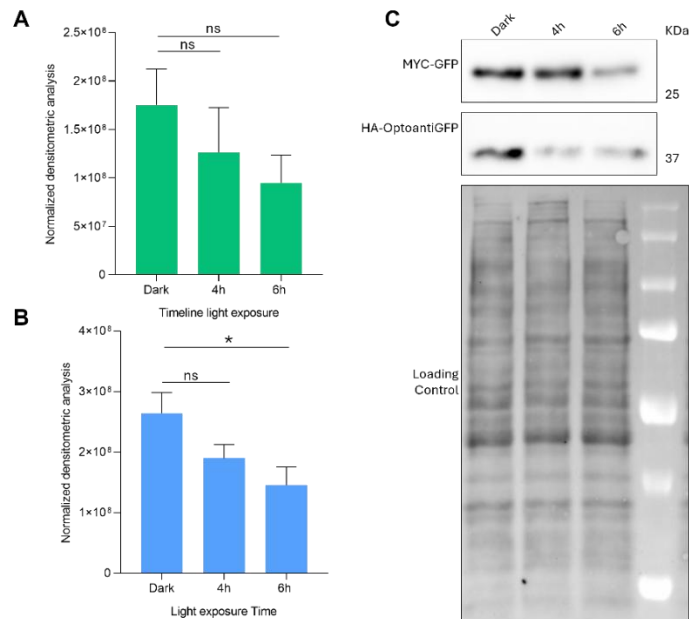 A
Normalized densitometric analysis
2.5×10⁸
2×10⁸
1.5×10⁸
1×10⁸
5×10⁷
0
ns
ns
Dark
4h
6h
Timeline light exposure
B
Normalized densitometric analysis
4×10⁸
3×10⁸
2×10⁸
1×10⁸
0
*
ns
Dark
4h
6h
Light exposure Time
C
Dark
4h
6h
KDa
MYC-GFP
25
HA-OptoantiGFP
37
Loading
Control